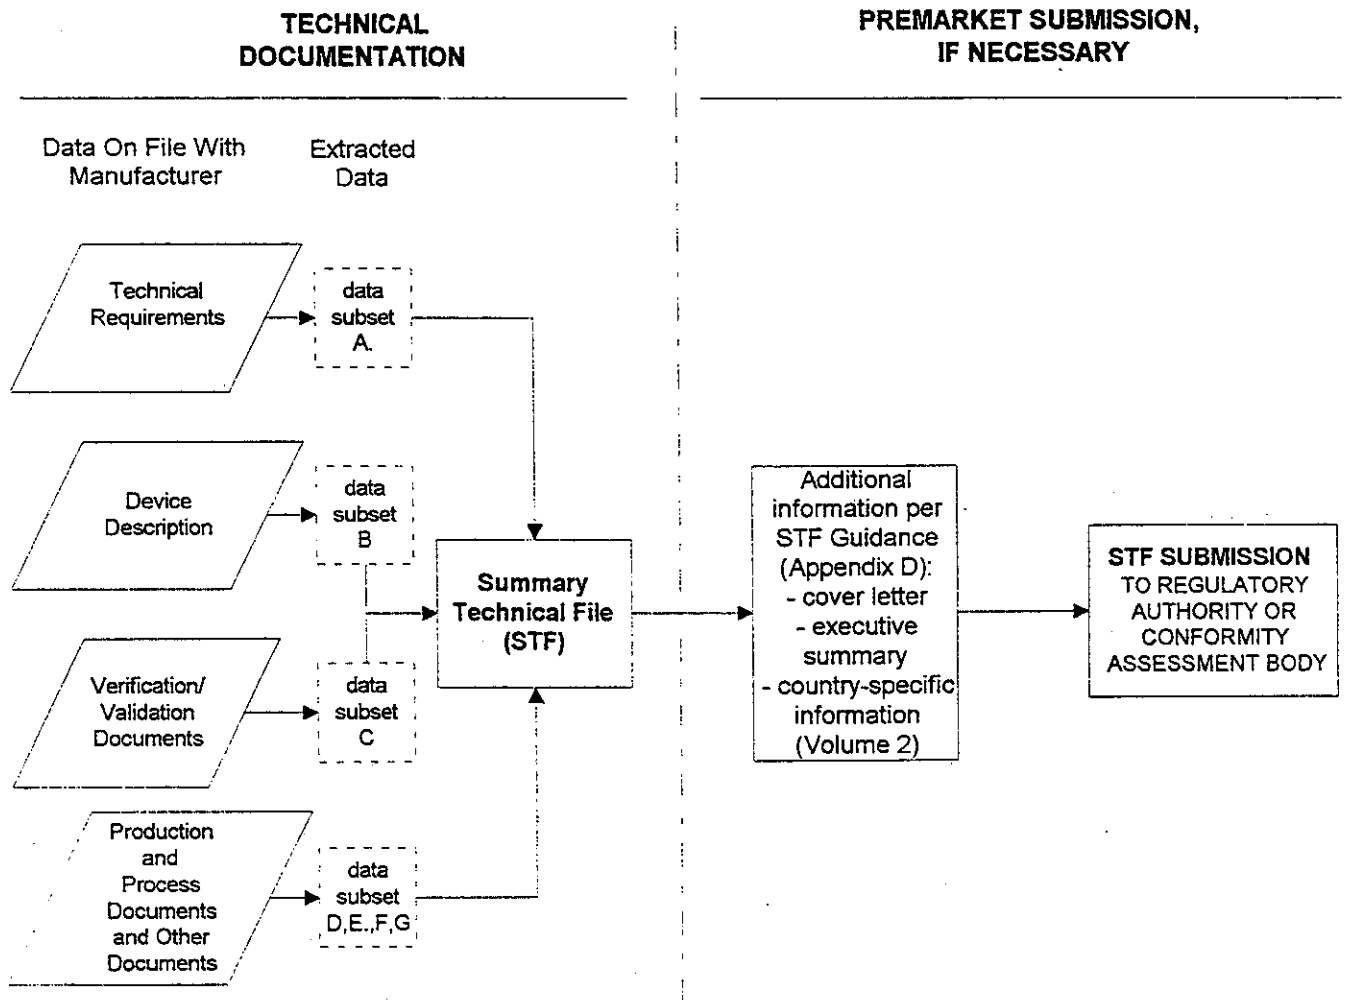 TECHNICAL
DOCUMENTATION
PREMARKET SUBMISSION,
IF NECESSARY
Data On File With
Manufacturer
Extracted
Data
Technical
Requirements
data
subset
A.
Device
Description
data
subset
B
Verification/
Validation
Documents
data
subset
C
Production
and
Process
Documents
and Other
Documents
data
subset
D,E.,F,G
Summary
Technical File
(STF)
Additional
information per
STF Guidance
(Appendix D):
- cover letter
- executive
summary
- country-specific
information
(Volume 2)
STF SUBMISSION
TO REGULATORY
AUTHORITY OR
CONFORMITY
ASSESSMENT BODY